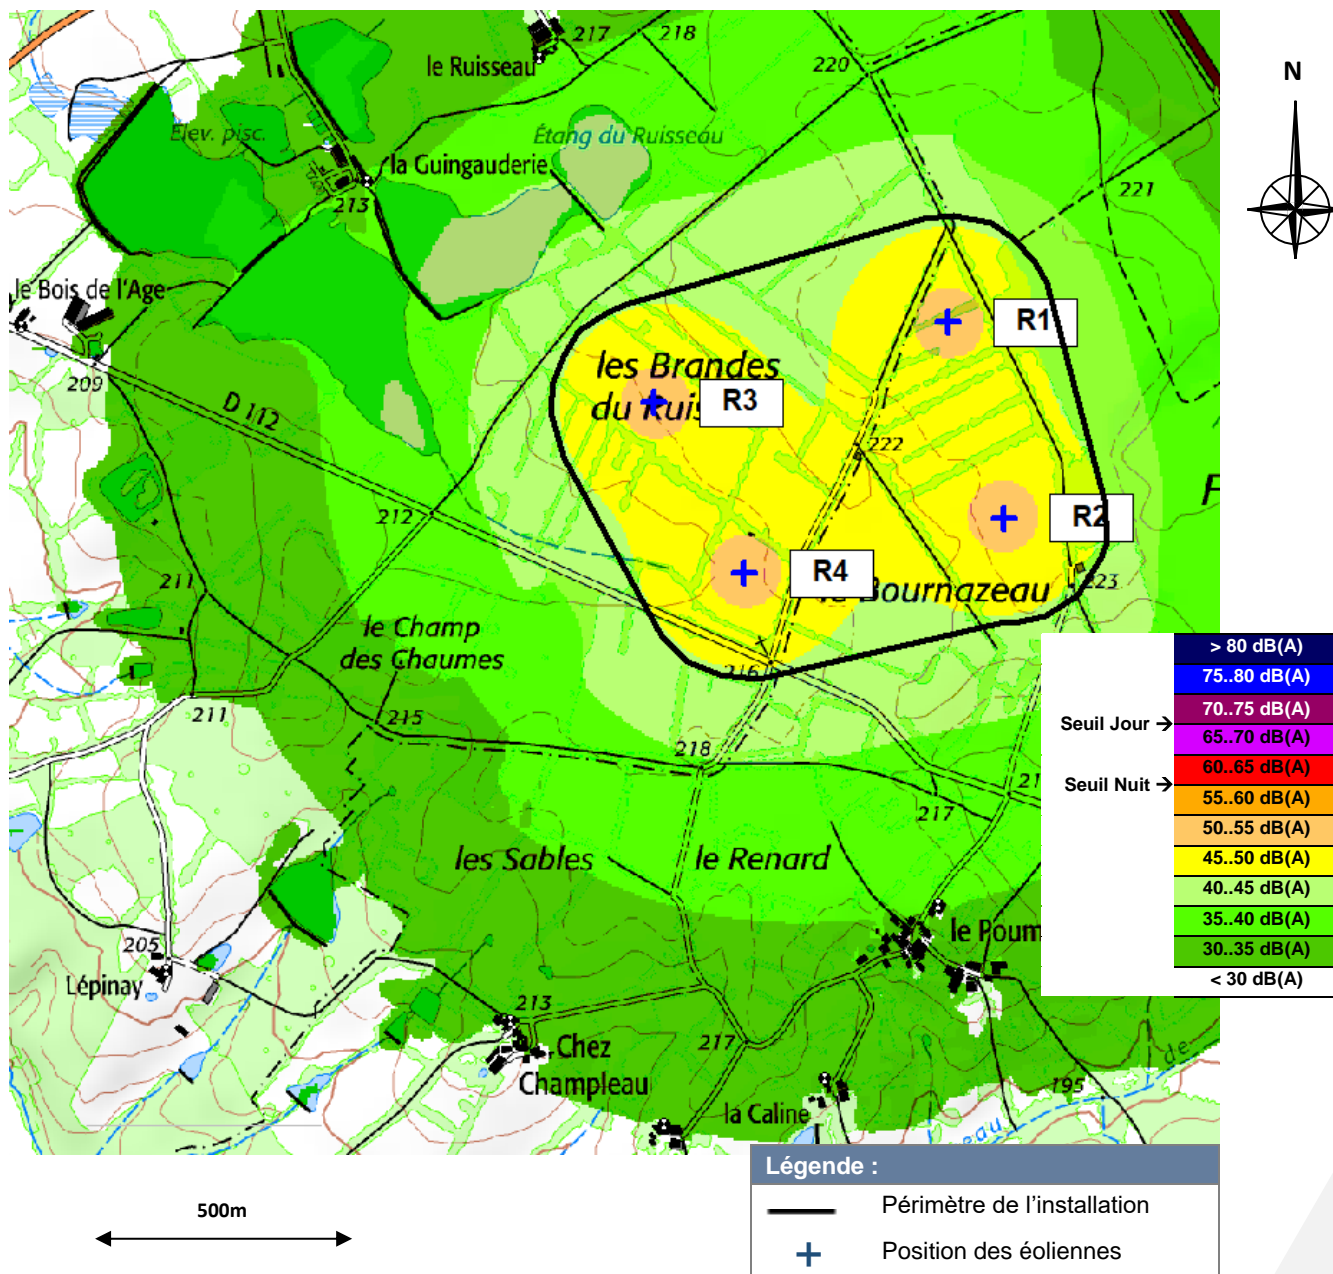 le Ruisseau
217
218
220
N
Elev. pisc.
Étang du Ruisseau
la Guingauderie
213
221
le Bois de l'Age
209
D 112
les Brandes
R1
R3
222
212
R2
R4
Bournazeau
223
211
le Champ
des Chaumes
216
211
215
218
217
les Sables
le Renard
205
Lépinay
213
Chez
Champleau
217
la Caline
195
de
> 80 dB(A)
75..80 dB(A)
70..75 dB(A)
Seuil Jour →
65..70 dB(A)
60..65 dB(A)
Seuil Nuit →
55..60 dB(A)
50..55 dB(A)
45..50 dB(A)
40..45 dB(A)
35..40 dB(A)
30..35 dB(A)
< 30 dB(A)
500m
Légende :
Périmètre de l'installation
Position des éoliennes